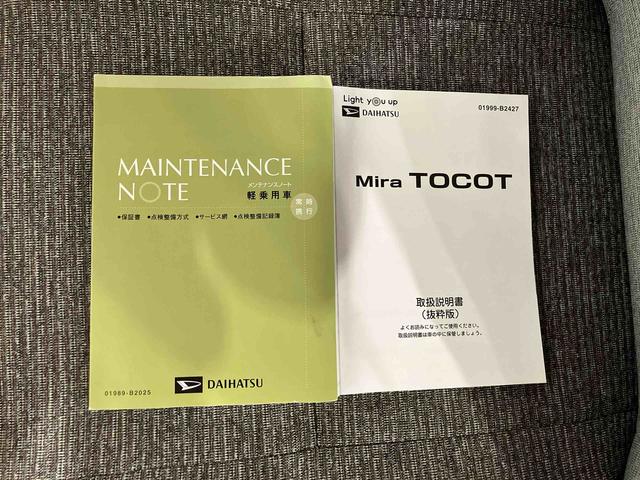 MAINTENANCE
NOTE
メンテナンスノート
軽乗用車
常時
携行
●保証書 ●点検整備方式 ●サービス網 ●点検整備記録簿
01989-B2025
DAIHATSU
Light you up
DAIHATSU
01999-B2427
Mira TOCOT
取扱説明書
（抜粋版）
よくお読みになってご使用ください。
取扱説明書は車の中に保管しましょう。